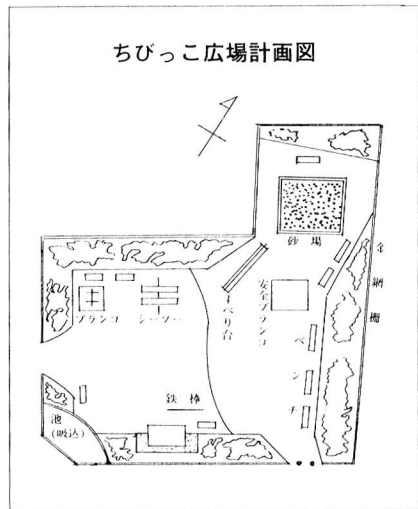 ちびっこ広場計画図
砂場
金網柵
すべり台
安全ブランコ
ブランコ
シーソー
ベンチ
鉄棒
池
(吸込)